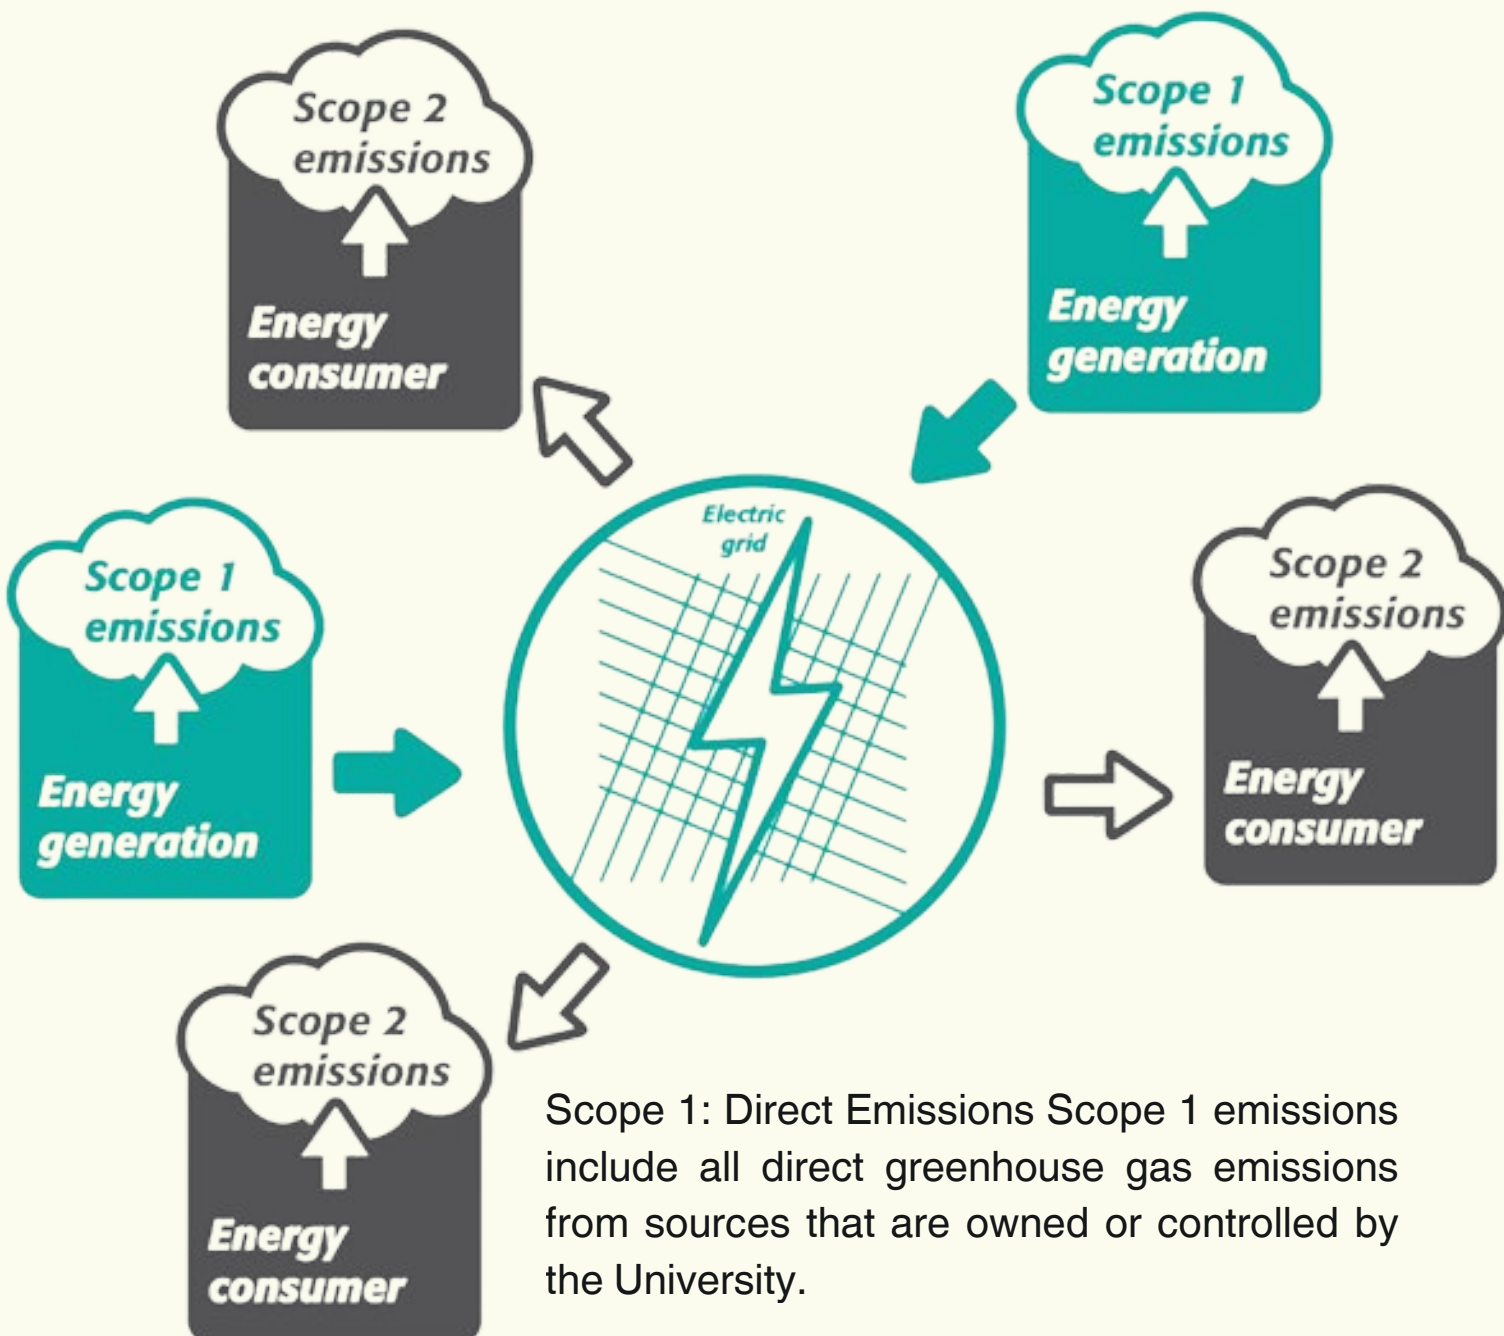 Scope 2
emissions
Energy
consumer
Scope 1
emissions
Energy
generation
Electric
grid
Scope 1
emissions
Energy
generation
Scope 2
emissions
Energy
consumer
Scope 2
emissions
Energy
consumer
Scope 1: Direct Emissions Scope 1 emissions
include all direct greenhouse gas emissions
from sources that are owned or controlled by
the University.